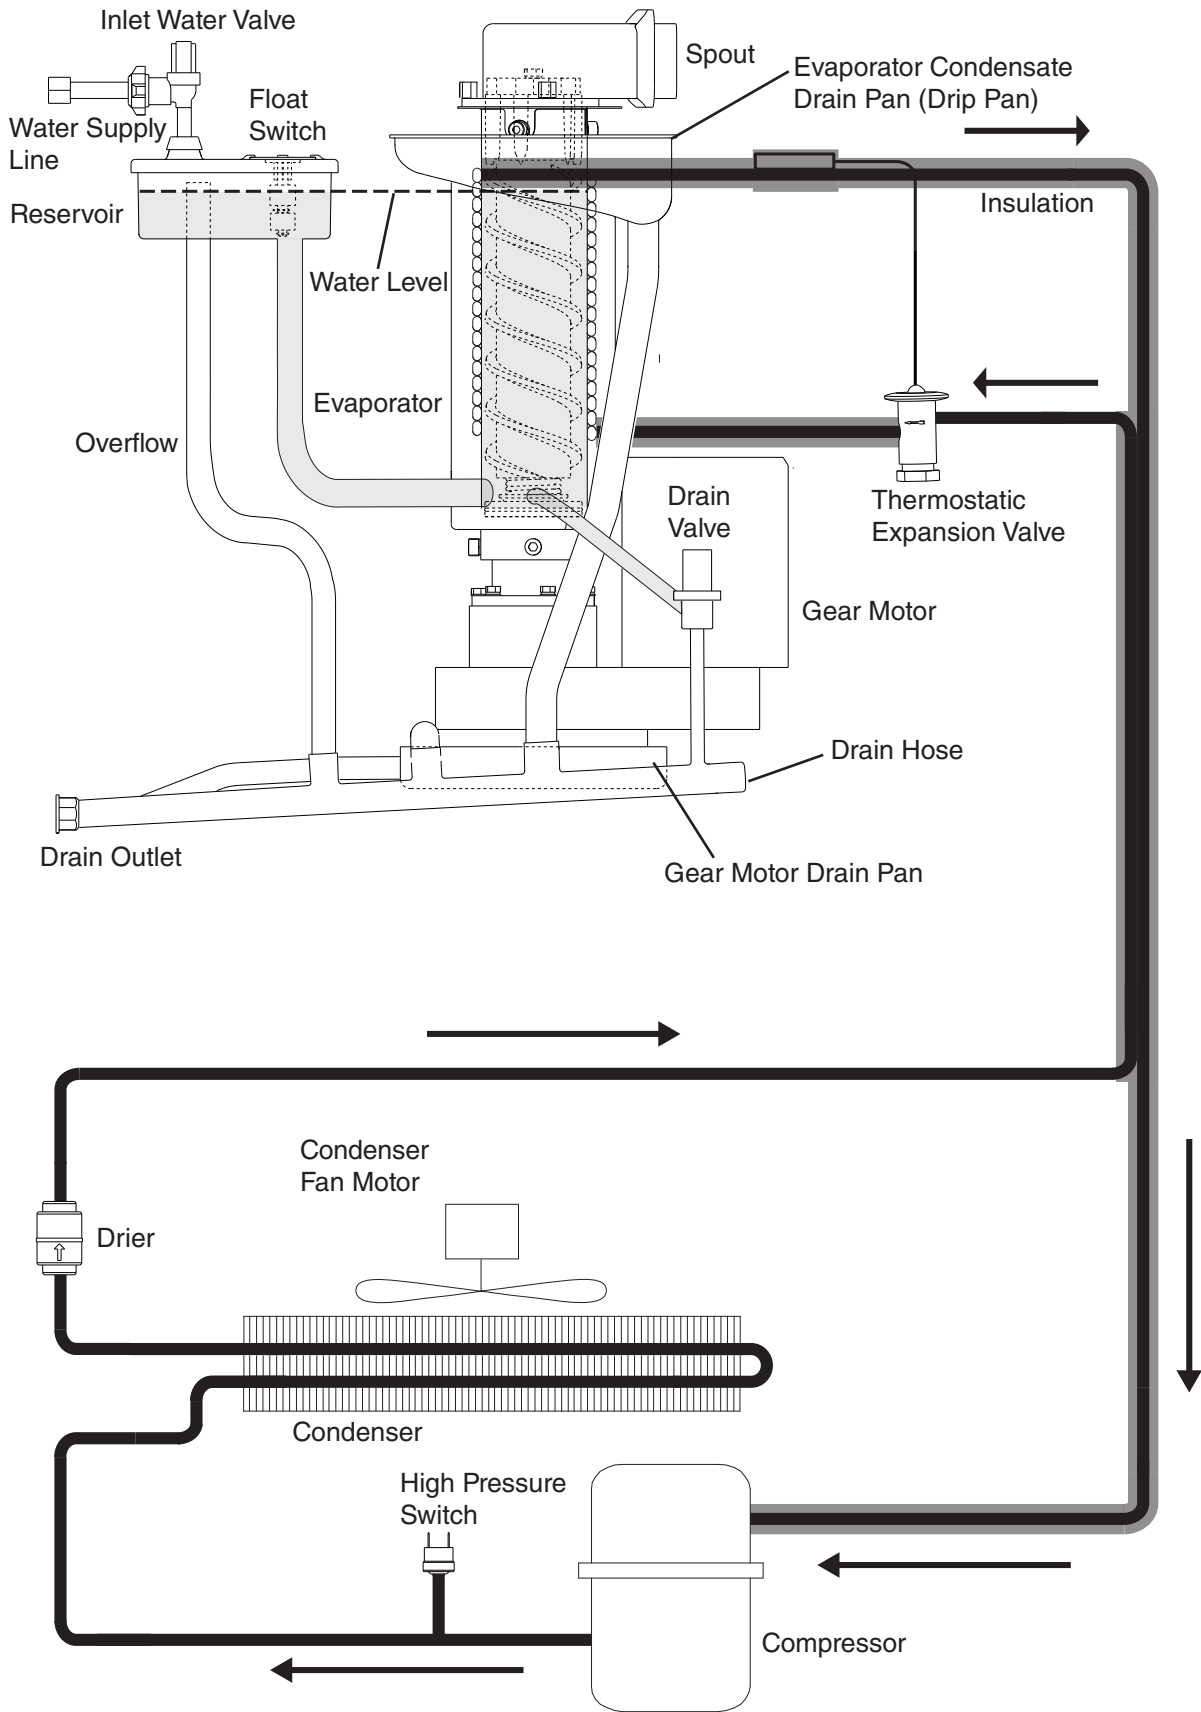 Inlet Water Valve
Spout
Evaporator Condensate
Drain Pan (Drip Pan)
Float
Switch
Water Supply
Line
Reservoir
Insulation
Water Level
Evaporator
Overflow
Drain
Valve
Thermostatic
Expansion Valve
Gear Motor
Drain Hose
Drain Outlet
Gear Motor Drain Pan
Condenser
Fan Motor
Drier
Condenser
High Pressure
Switch
Compressor